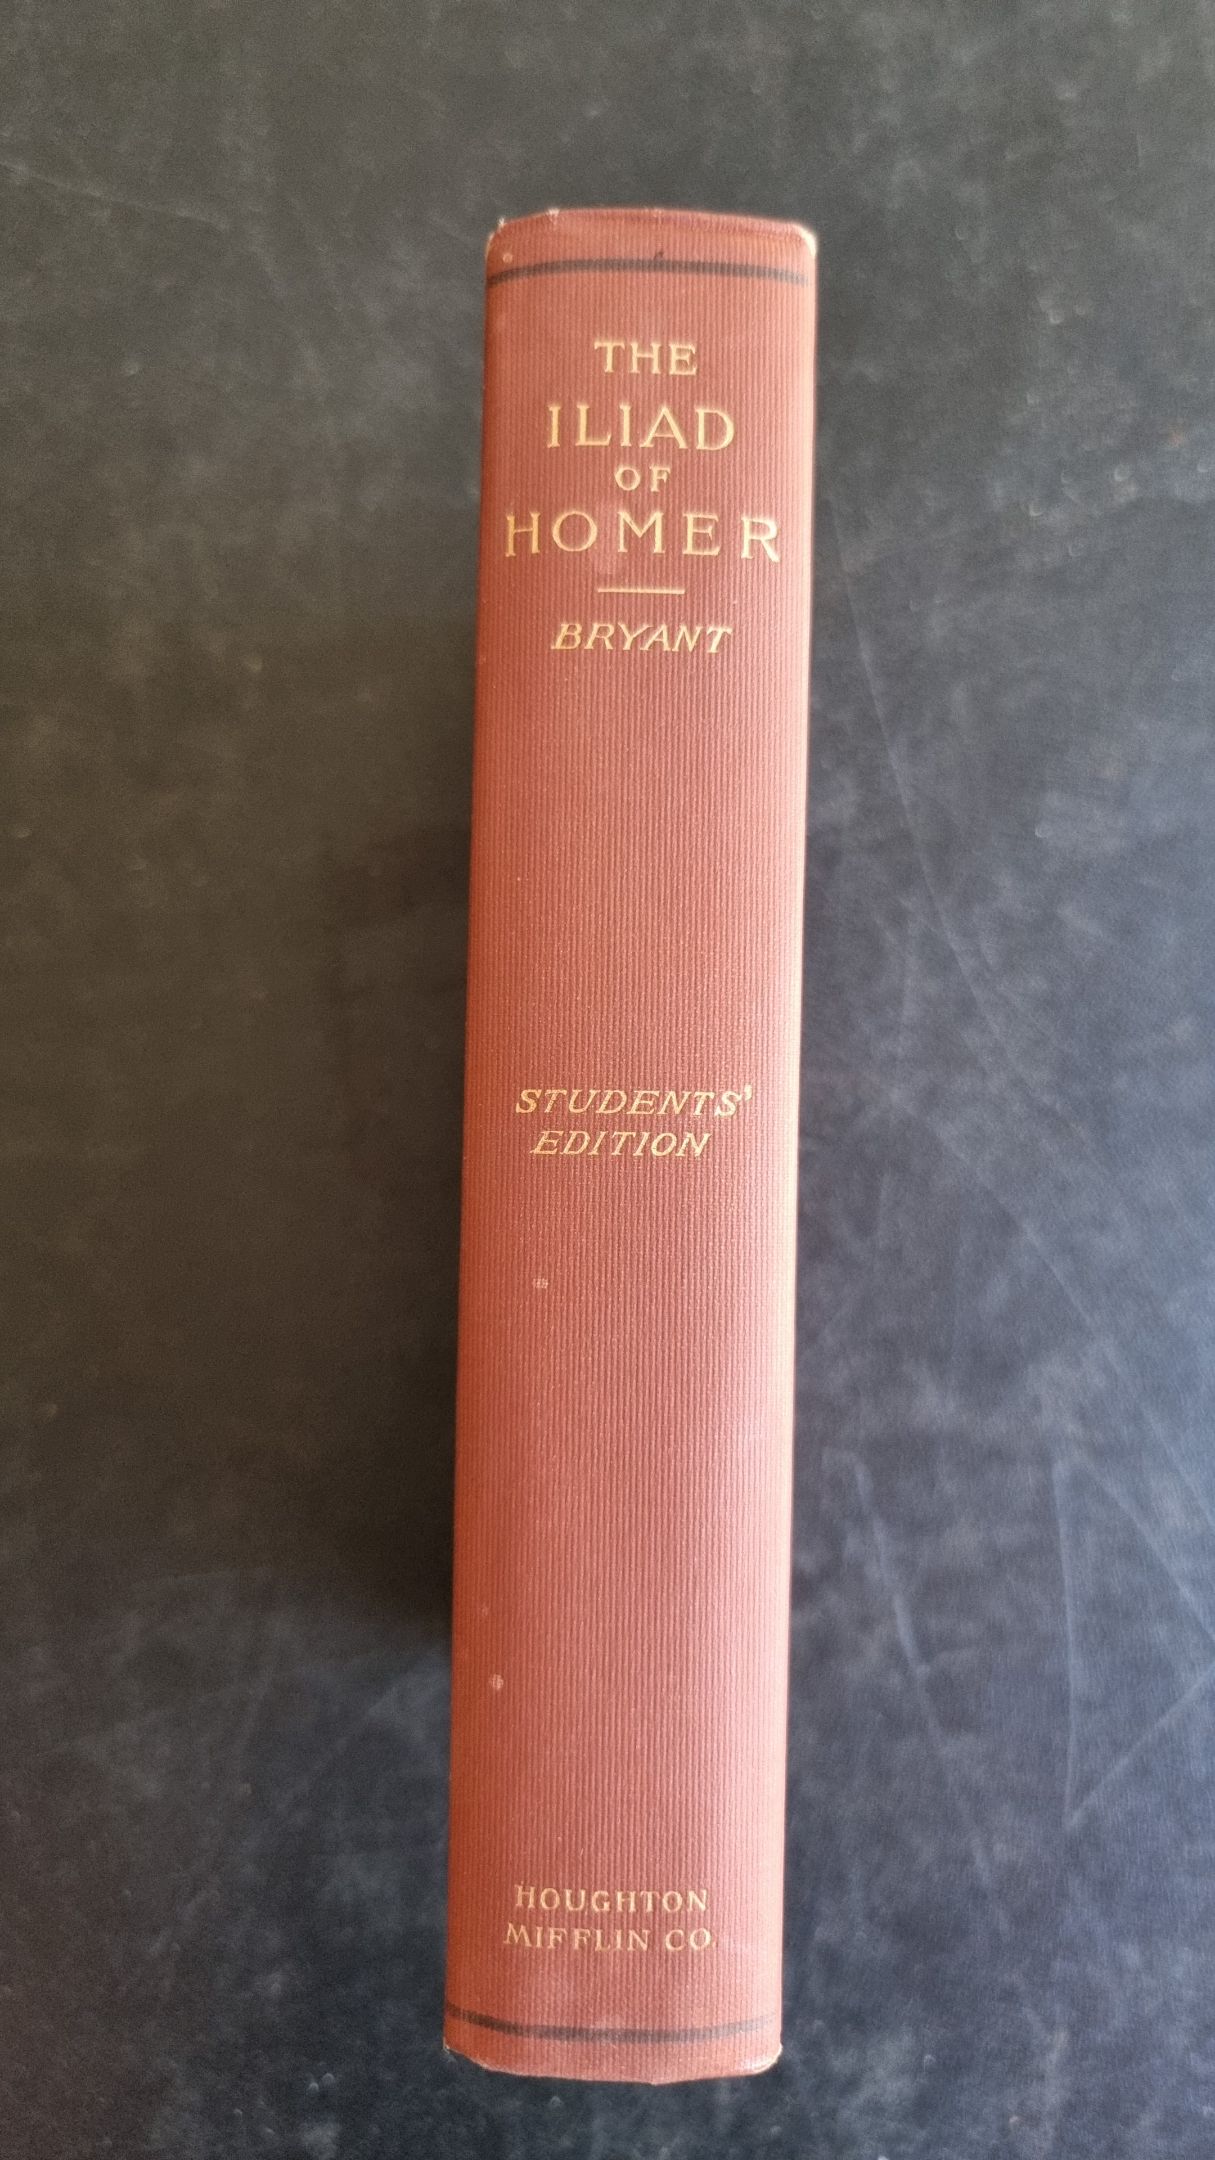 THE
ILIAD
OF
HOMER
BRYANT
STUDENTS'
EDITION
HOUGHTON
MIFFLIN CO.